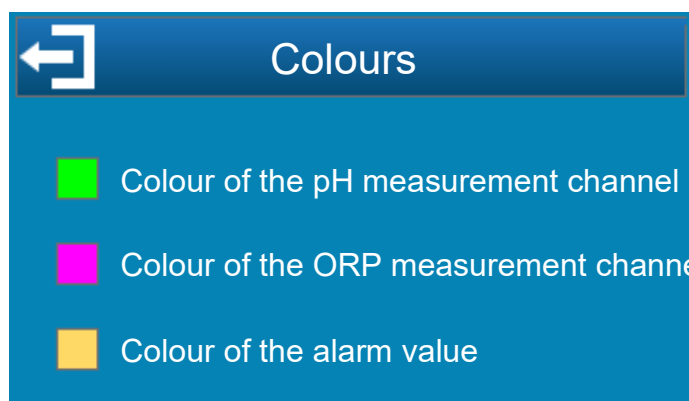 Colours
Colour of the pH measurement channel
Colour of the ORP measurement channe
Colour of the alarm value